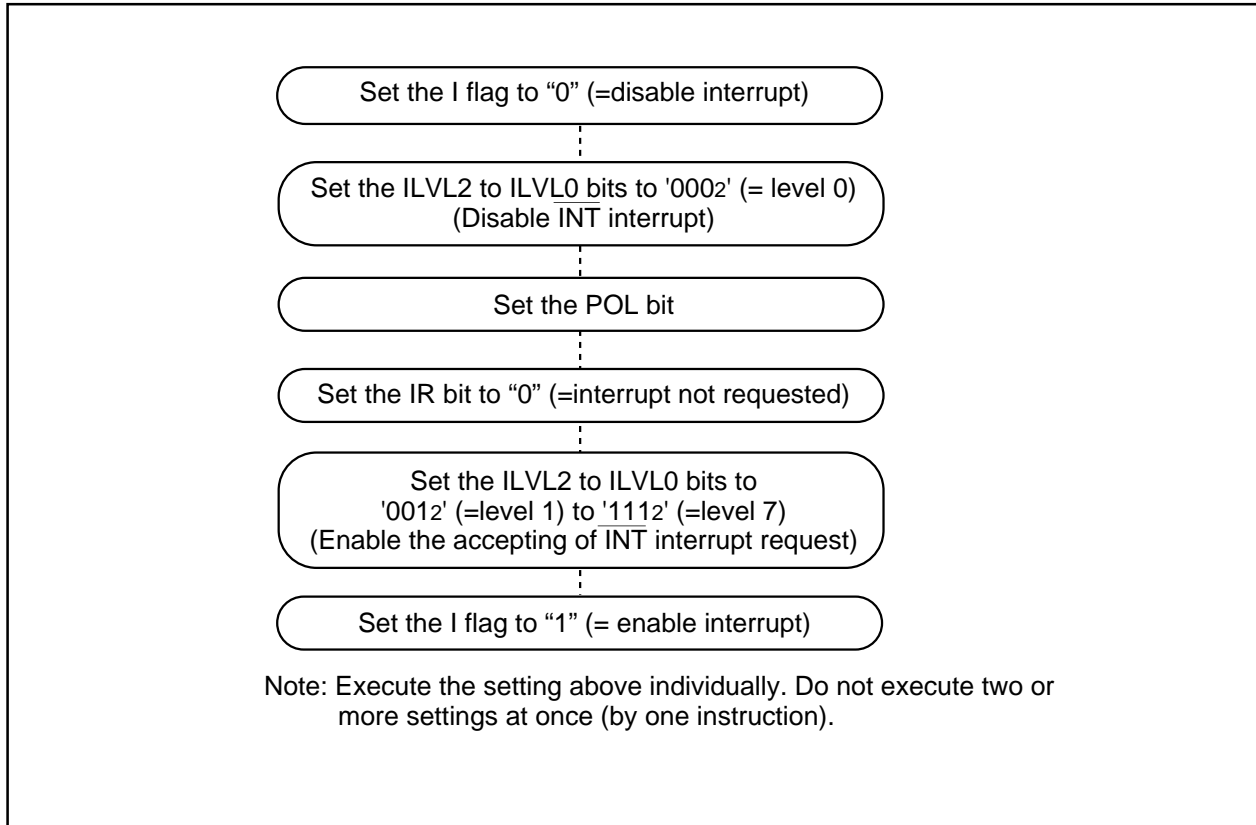 Set the I flag to “0” (=disable interrupt)
Set the ILVL2 to ILVL0 bits to '0002' (= level 0)
(Disable INT interrupt)
Set the POL bit
Set the IR bit to “0” (=interrupt not requested)
Set the ILVL2 to ILVL0 bits to
'0012' (=level 1) to '1112' (=level 7)
(Enable the accepting of INT interrupt request)
Set the I flag to “1” (= enable interrupt)
Note: Execute the setting above individually. Do not execute two or
more settings at once (by one instruction).